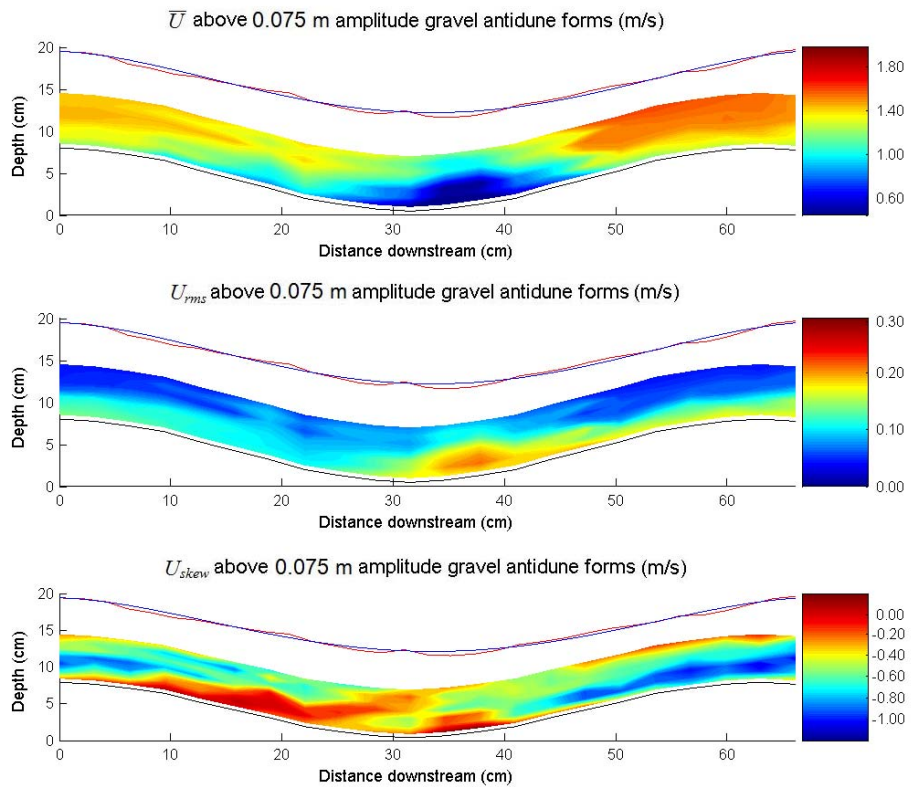 U̅ above 0.075 m amplitude gravel antidune forms (m/s)
20
15
10
5
0
Depth (cm)
0 10 20 30 40 50 60
Distance downstream (cm)
1.80
1.40
1.00
0.60
U_rms above 0.075 m amplitude gravel antidune forms (m/s)
20
15
10
5
0
Depth (cm)
0 10 20 30 40 50 60
Distance downstream (cm)
0.30
0.20
0.10
0.00
U_skew above 0.075 m amplitude gravel antidune forms (m/s)
20
15
10
5
0
Depth (cm)
0 10 20 30 40 50 60
Distance downstream (cm)
0.00
-0.20
-0.40
-0.60
-0.80
-1.00